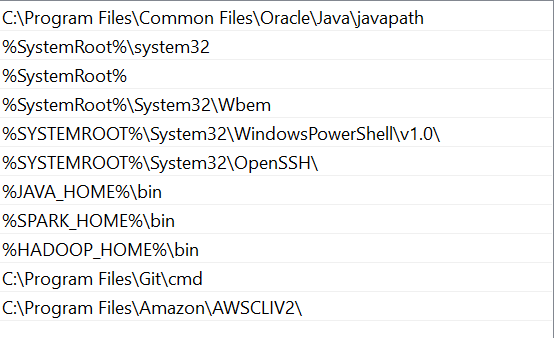 C:\Program Files\Common Files\Oracle\Java\javapath
%SystemRoot%\system32
%SystemRoot%
%SystemRoot%\System32\Wbem
%SYSTEMROOT%\System32\WindowsPowerShell\v1.0\
%SYSTEMROOT%\System32\OpenSSH\
%JAVA_HOME%\bin
%SPARK_HOME%\bin
%HADOOP_HOME%\bin
C:\Program Files\Git\cmd
C:\Program Files\Amazon\AWSCLIV2\